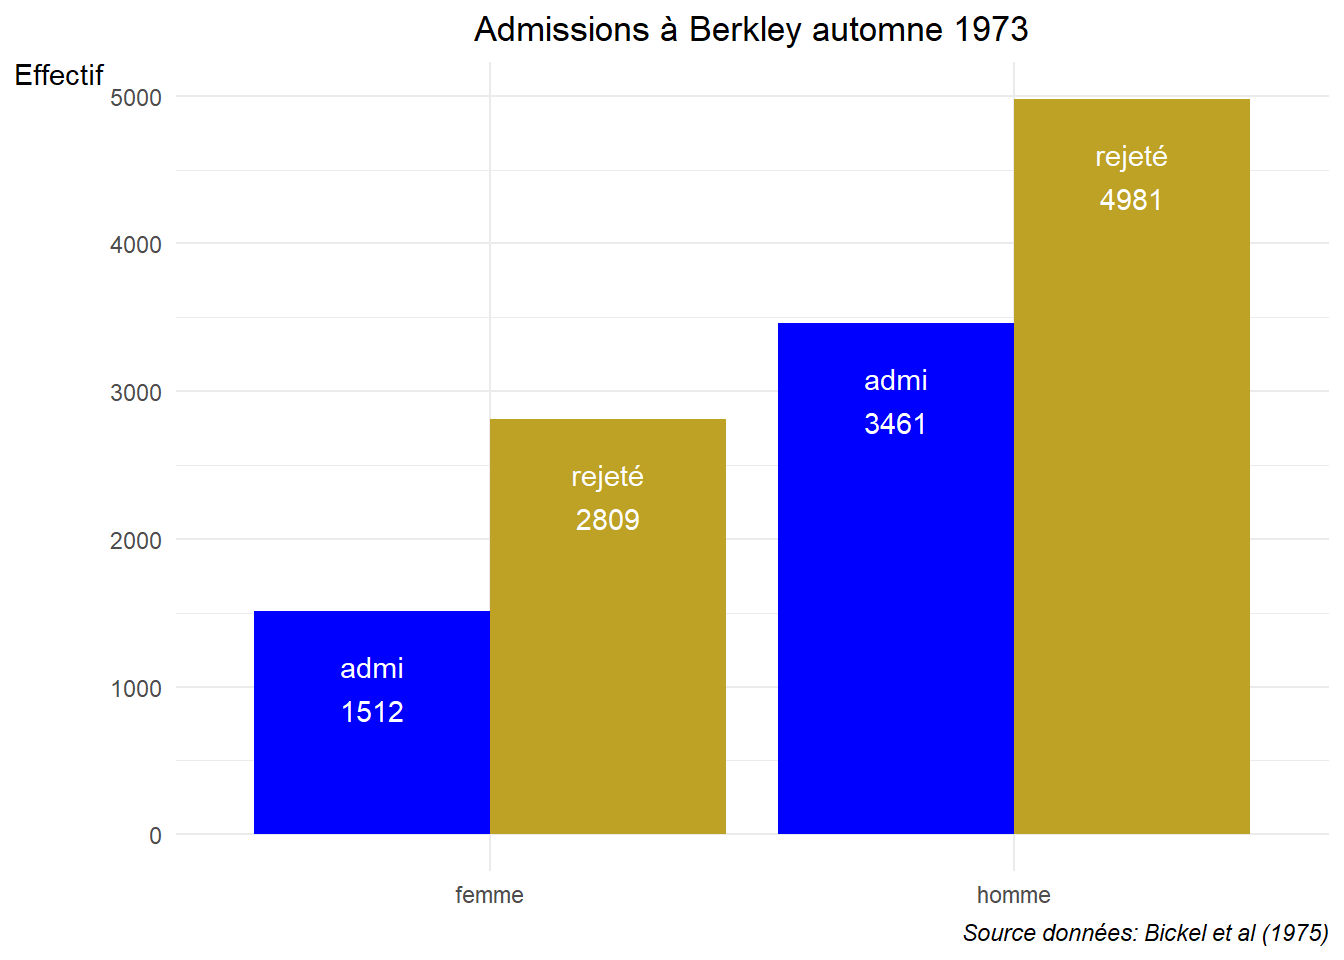 Admissions à Berkley automne 1973
Effectif
5000
4000
3000
2000
1000
0
rejeté
4981
admi
3461
rejeté
2809
admi
1512
femme
homme
Source données: Bickel et al (1975)